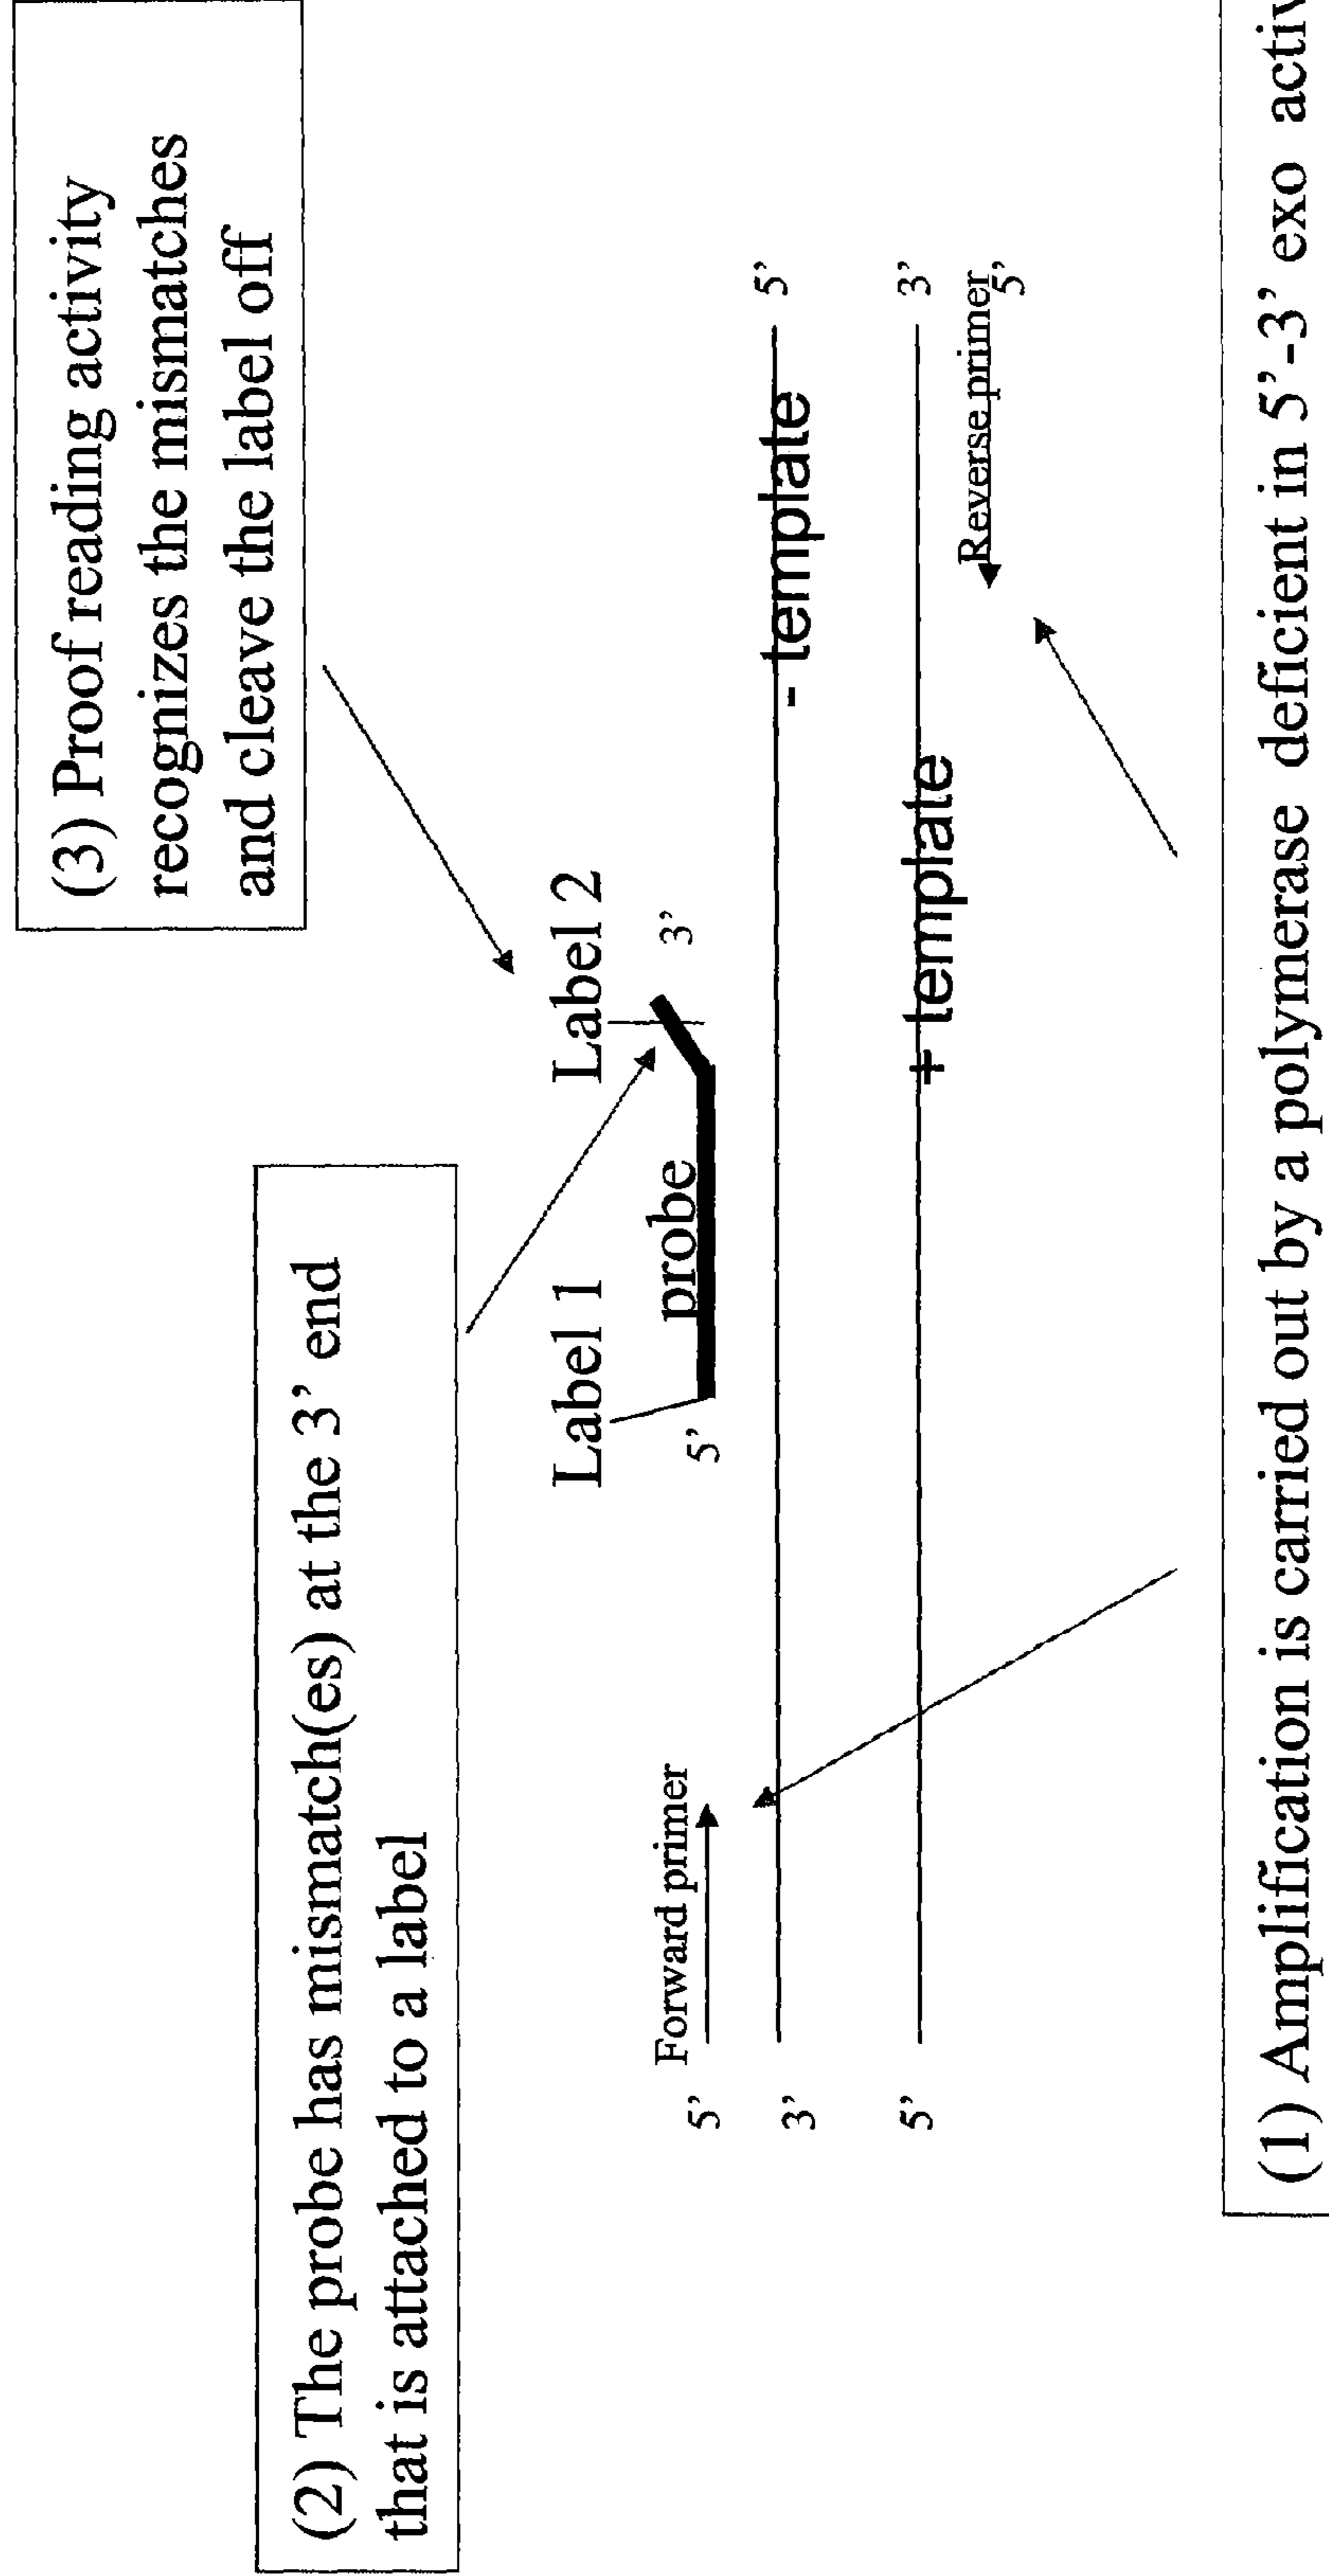 (3) Proof reading activity
recognizes the mismatches
and cleave the label off
(2) The probe has mismatch(es) at the 3’ end
that is attached to a label
Label 1
Label 2
probe
5’
3’
Forward primer
5’
3’
- template
5’
5’
+ template
3’
Reverse primer
5’
(1) Amplification is carried out by a polymerase deficient in 5’-3’ exo activ